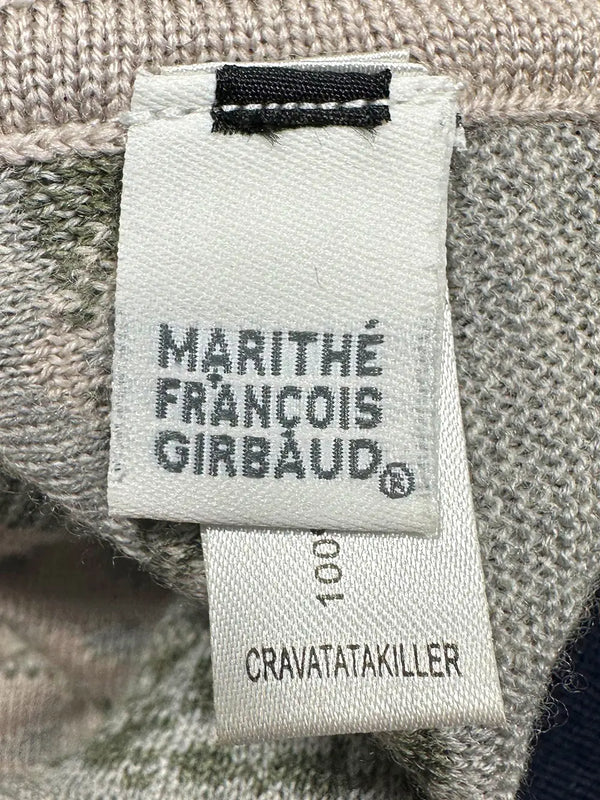 MARITHÉ
FRANÇOIS
GIRBAUD®
100%
CRAVATATAKILLER